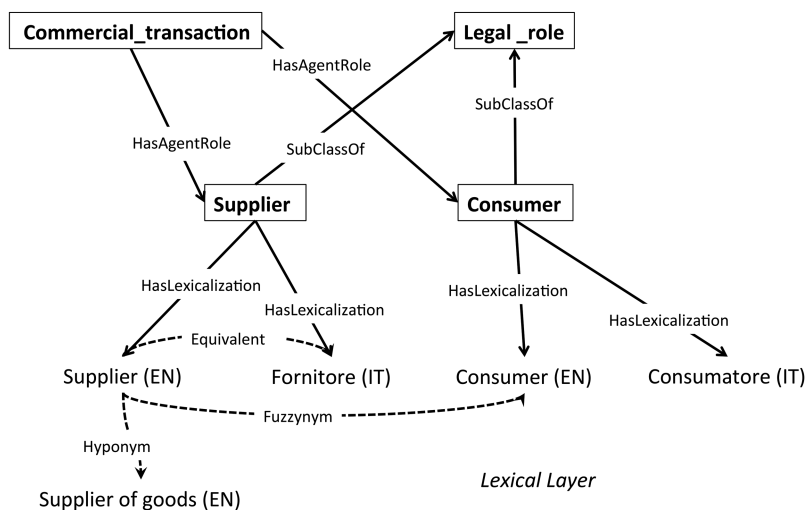 Commercial_transaction
Legal _role
HasAgentRole
SubClassOf
HasAgentRole
SubClassOf
Supplier
Consumer
HasLexicalization
HasLexicalization
HasLexicalization
HasLexicalization
Equivalent
Supplier (EN)
Fornitore (IT)
Consumer (EN)
Consumatore (IT)
Fuzzynym
Hyponym
Lexical Layer
Supplier of goods (EN)